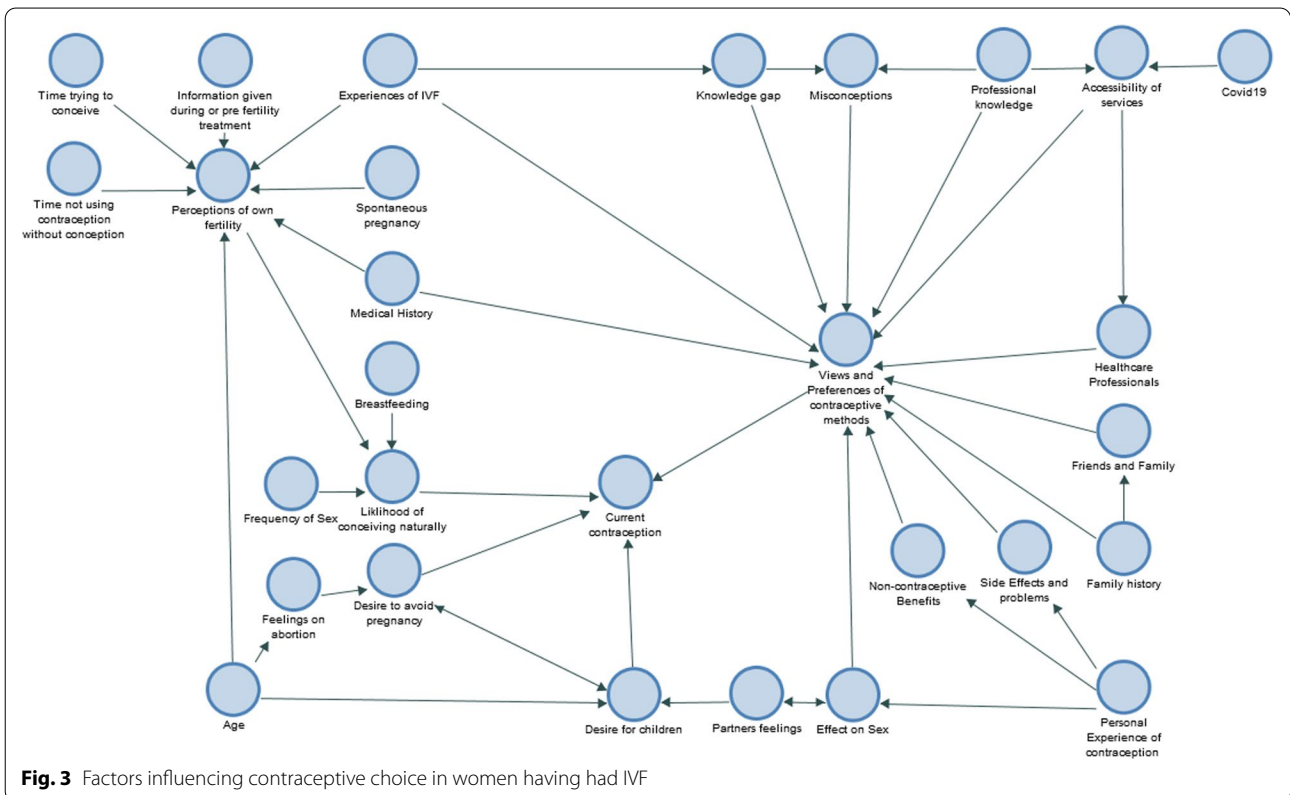 Time trying to
conceive
Information given
during or pre fertility
treatment
Experiences of IVF
Knowledge gap
Misconceptions
Professional
knowledge
Accessibility of
services
Covid19
Time not using
contraception
without conception
Perceptions of own
fertility
Spontaneous
pregnancy
Medical History
Views and
Preferences of
contraceptive
methods
Healthcare
Professionals
Breastfeeding
Friends and Family
Frequency of Sex
Liklihood of
conceiving naturally
Current
contraception
Non-contraceptive
Benefits
Side Effects and
problems
Family history
Feelings on
abortion
Desire to avoid
pregnancy
Age
Desire for children
Partners feelings
Effect on Sex
Personal
Experience of
contraception
Fig. 3 Factors influencing contraceptive choice in women having had IVF